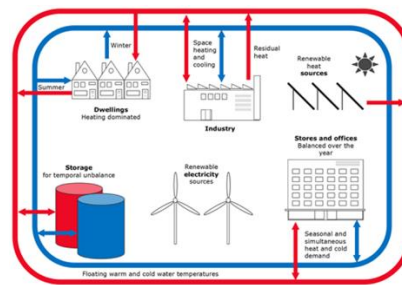 Winter
Summer
Dwellings
Heating dominated
Space
heating
and
cooling
Residual
heat
Industry
Renewable
heat
sources
Stores and offices
Balanced over the
year
Storage
for temporal unbalance
Renewable
electricity
sources
Seasonal and
simultaneous
heat and cold
demand
Floating warm and cold water temperatures